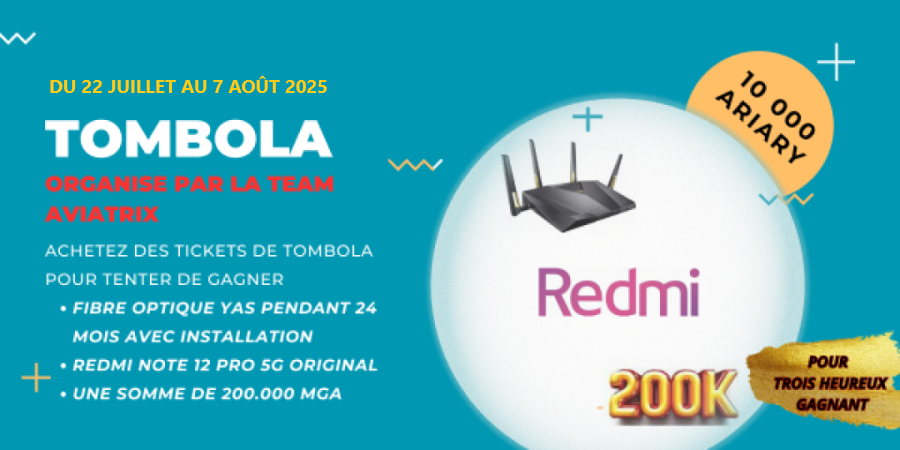 DU 22 JUILLET AU 7 AOÛT 2025
TOMBOLA
ORGANISE PAR LA TEAM
AVIATRIX
ACHETEZ DES TICKETS DE TOMBOLA
POUR TENTER DE GAGNER
• FIBRE OPTIQUE YAS PENDANT 24
MOIS AVEC INSTALLATION
• REDMI NOTE 12 PRO 5G ORIGINAL
• UNE SOMME DE 200.000 MGA
10 000
ARIARY
Redmi
200K
POUR
TROIS HEUREUX
GAGNANT